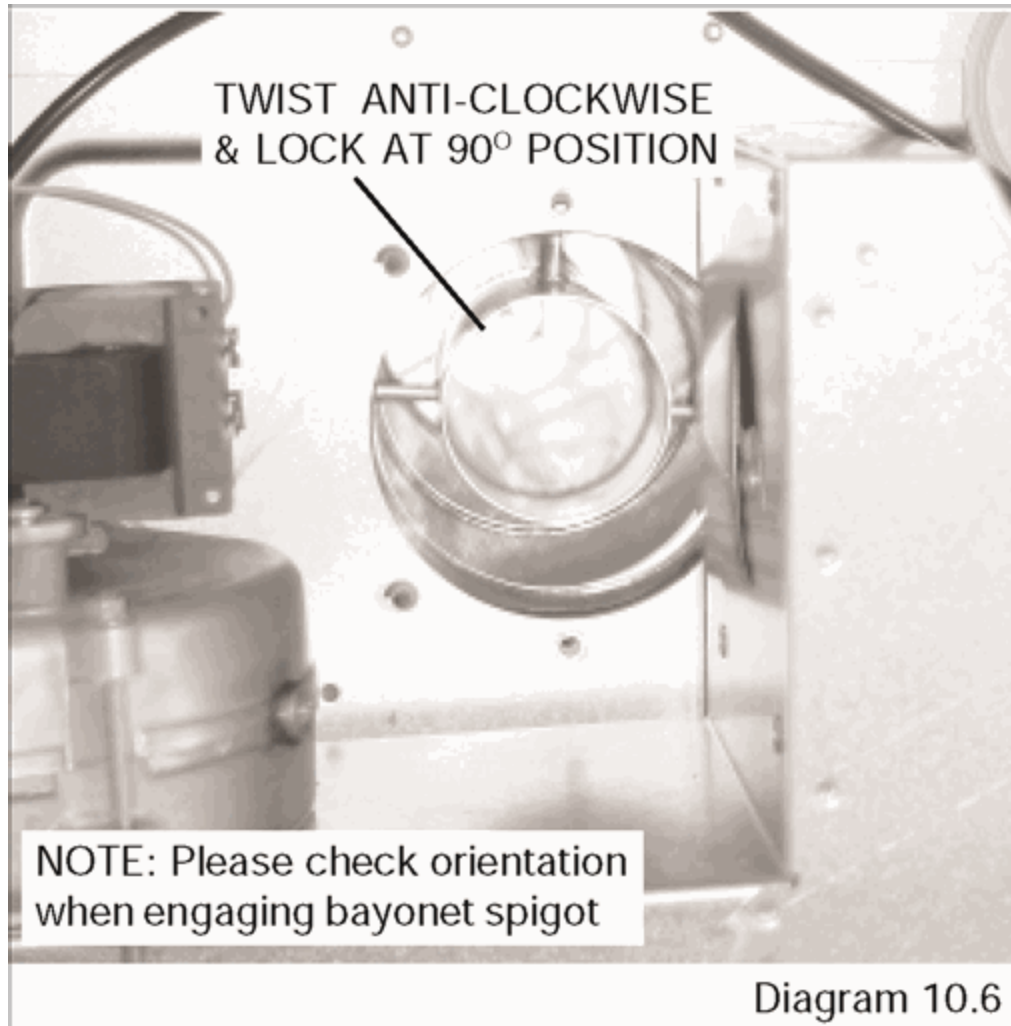 TWIST ANTI-CLOCKWISE
& LOCK AT 90° POSITION
NOTE: Please check orientation
when engaging bayonet spigot
Diagram 10.6